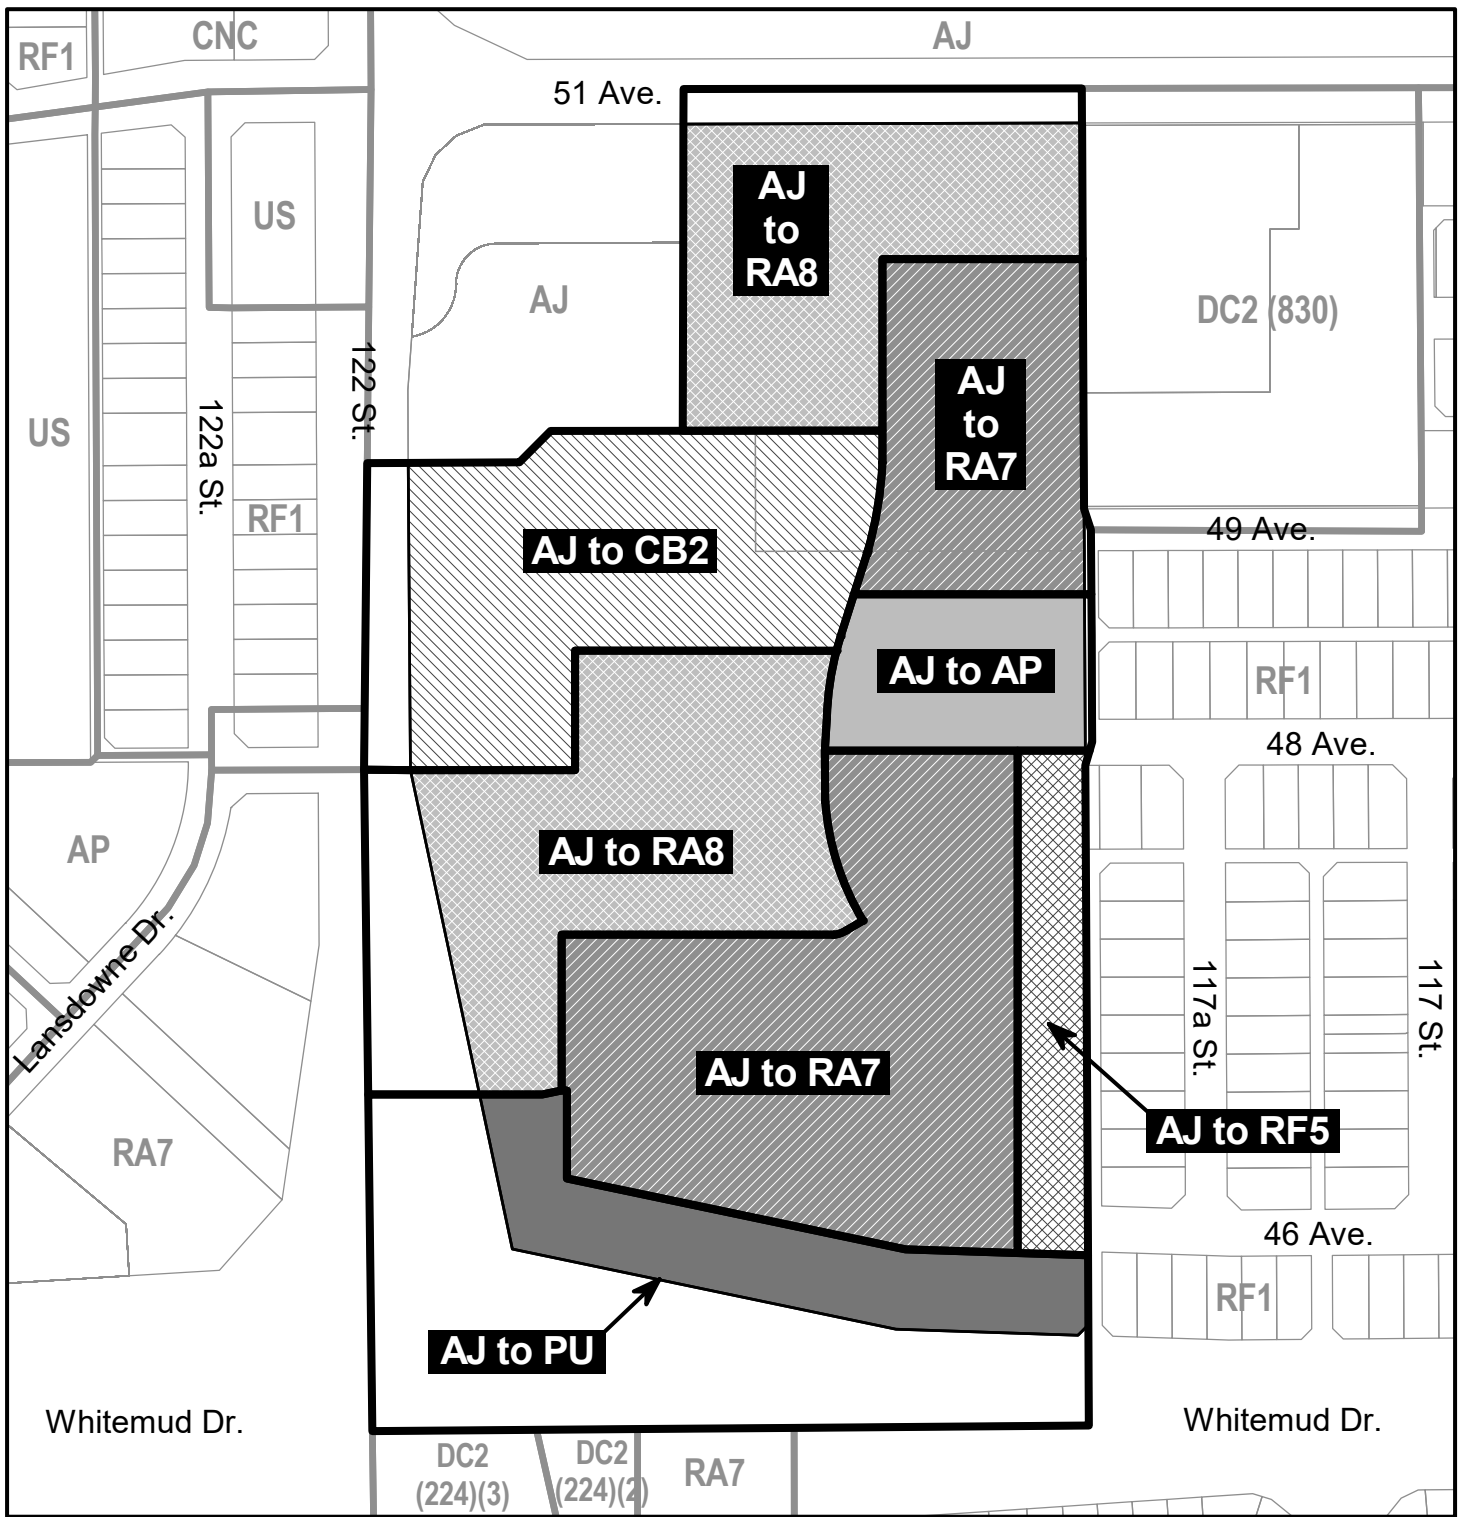 CNC
AJ
RF1
51 Ave.
AJ
to
RA8
US
AJ
DC2 (830)
122 St.
AJ
to
RA7
122a St.
US
RF1
49 Ave.
AJ to CB2
AJ to AP
RF1
48 Ave.
AP
AJ to RA8
Lansdowne Dr.
117a St.
117 St.
AJ to RA7
RA7
AJ to RF5
46 Ave.
RF1
AJ to PU
Whitemud Dr.
Whitemud Dr.
DC2
(224)(3)
DC2
(224)(2)
RA7